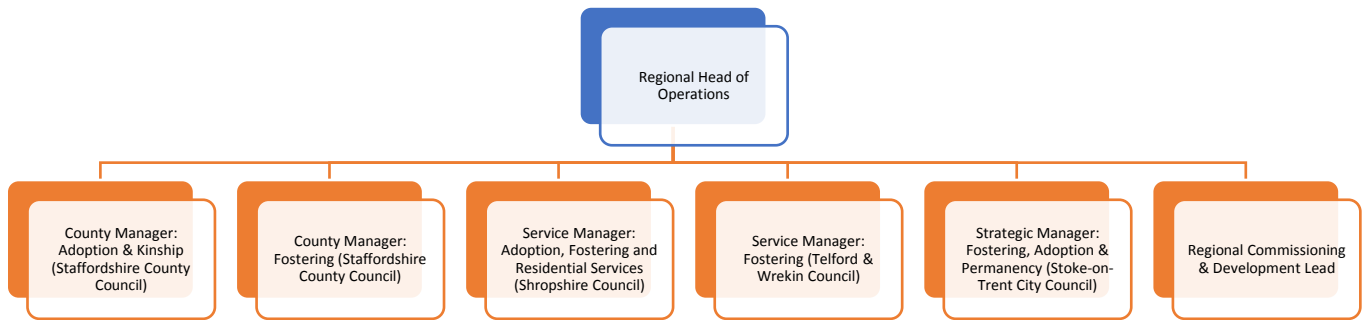 Regional Head of
Operations
County Manager:
Adoption & Kinship
(Staffordshire County
Council)
County Manager:
Fostering (Staffordshire
County Council)
Service Manager:
Adoption, Fostering and
Residential Services
(Shropshire Council)
Service Manager:
Fostering (Telford &
Wrekin Council)
Strategic Manager:
Fostering, Adoption &
Permanency (Stoke-on-
Trent City Council)
Regional Commissioning
& Development Lead